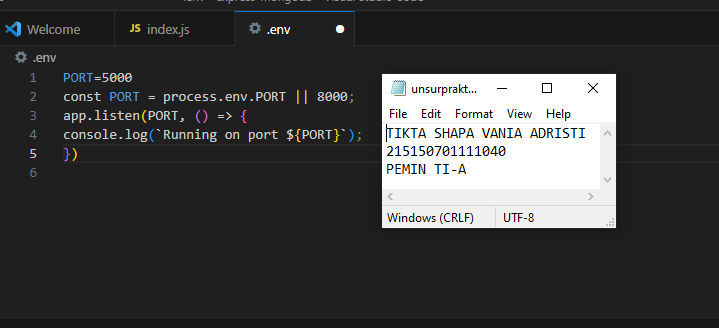 Welcome
JS index.js
.env
.env
1 PORT=5000
2 const PORT = process.env.PORT || 8000;
3 app.listen(PORT, () => {
4 console.log(`Running on port ${PORT}`);
5 })
6
unsurprakt...
File Edit Format View Help
TIKTA SHAPA VANIA ADRISTI
215150701111040
PEMIN TI-A
Windows (CRLF) UTF-8